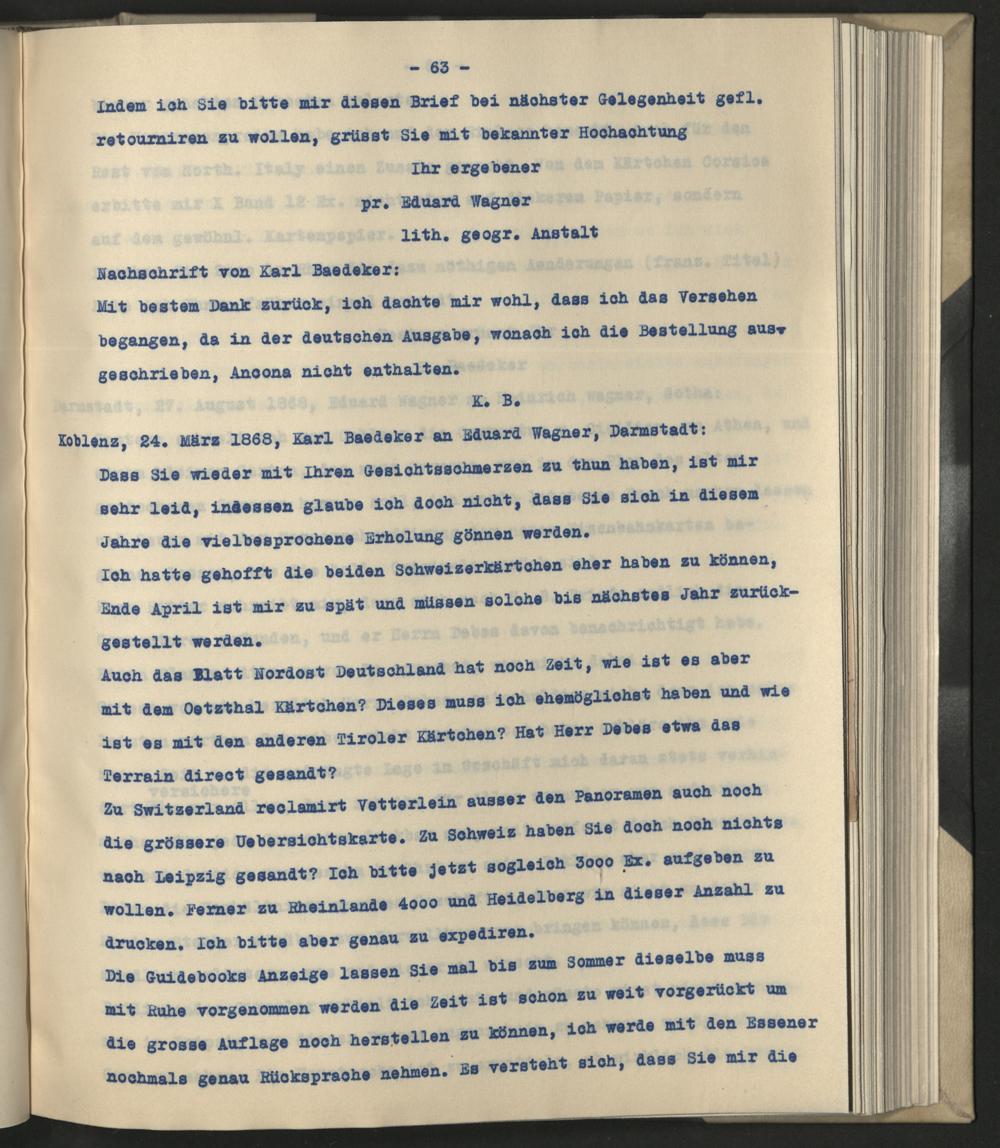 - 63 -
Indem ich Sie bitte mir diesen Brief bei nächster Gelegenheit gefl.
retourniren zu wollen, grüsst Sie mit bekannter Hochachtung
Ihr ergebener
pr. Eduard Wagner
lith. geogr. Anstalt
Nachschrift von Karl Baedeker:
Mit bestem Dank zurück, ich dachte mir wohl, dass ich das Versehen
begangen, da in der deutschen Ausgabe, wonach ich die Bestellung aus-
geschrieben, Ancona nicht enthalten.
K. B.
Koblenz, 24. März 1868, Karl Baedeker an Eduard Wagner, Darmstadt:
Dass Sie wieder mit Ihren Gesichtsschmerzen zu thun haben, ist mir
sehr leid, indessen glaube ich doch nicht, dass Sie sich in diesem
Jahre die vielbesprochene Erholung gönnen werden.
Ich hatte gehofft die beiden Schweizerkärtchen eher haben zu können,
Ende April ist mir zu spät und müssen solche bis nächstes Jahr zurück-
gestellt werden.
Auch das Blatt Nordost Deutschland hat noch Zeit, wie ist es aber
mit dem Oetzthal Kärtchen? Dieses muss ich ehemöglichst haben und wie
ist es mit den anderen Tiroler Kärtchen? Hat Herr Debes etwa das
Terrain direct gesandt?
Zu Switzerland reclamirt Vetterlein ausser den Panoramen auch noch
die grössere Uebersichtskarte. Zu Schweiz haben Sie doch noch nichts
nach Leipzig gesandt? Ich bitte jetzt sogleich 3000 Ex. aufgeben zu
wollen. Ferner zu Rheinlande 4000 und Heidelberg in dieser Anzahl zu
drucken. Ich bitte aber genau zu expediren.
Die Guidebooks Anzeige lassen Sie mal bis zum Sommer dieselbe muss
mit Ruhe vorgenommen werden die Zeit ist schon zu weit vorgerückt um
die grosse Auflage noch herstellen zu können, ich werde mit den Essener
nochmals genau Rücksprache nehmen. Es versteht sich, dass Sie mir die